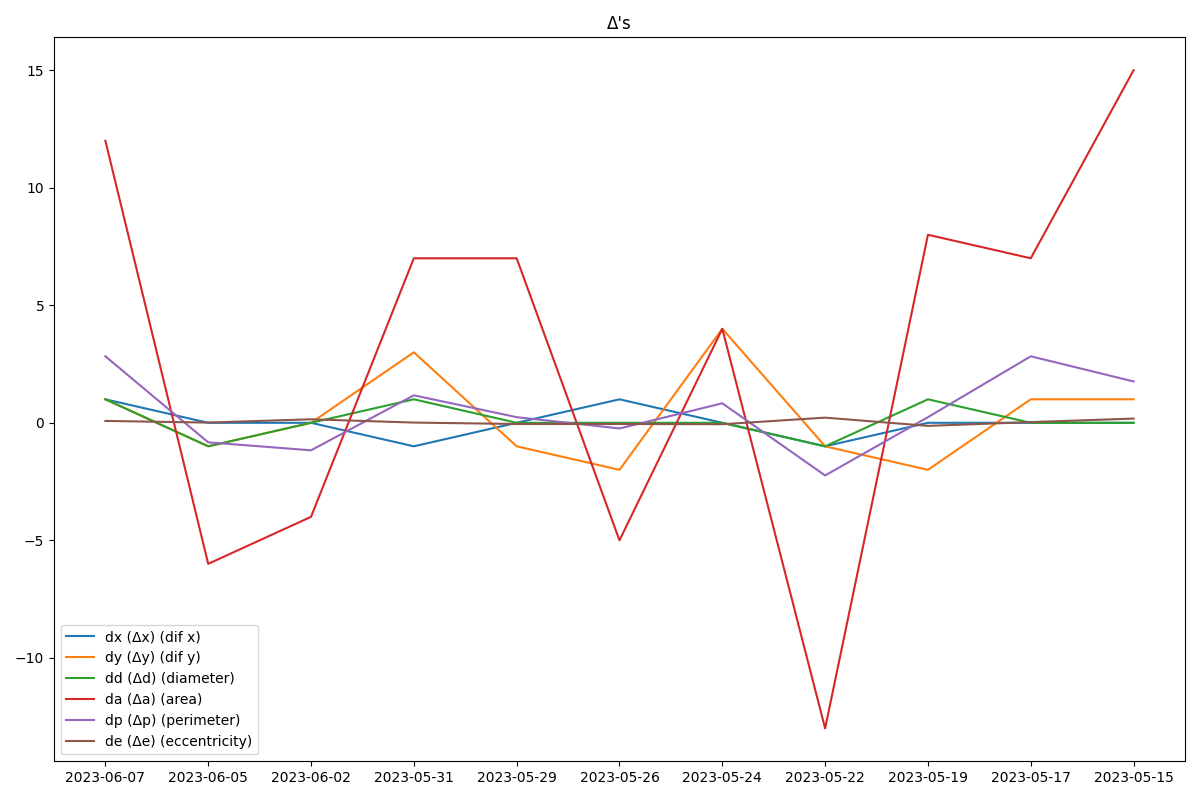 Δ's
15
10
5
0
−5
−10
dx (Δx) (dif x)
dy (Δy) (dif y)
dd (Δd) (diameter)
da (Δa) (area)
dp (Δp) (perimeter)
de (Δe) (eccentricity)
2023-06-07 2023-06-05 2023-06-02 2023-05-31 2023-05-29 2023-05-26 2023-05-24 2023-05-22 2023-05-19 2023-05-17 2023-05-15